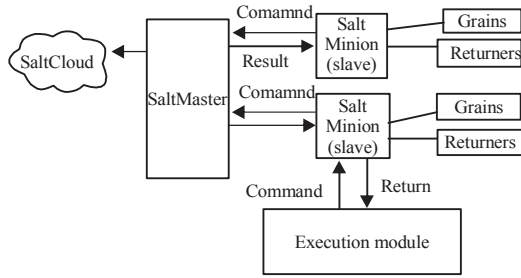 Comamnd
Salt
Minion
(slave)
Grains
Returners
SaltCloud
Result
SaltMaster
Comamnd
Salt
Minion
(slave)
Grains
Returners
Command
Return
Execution module